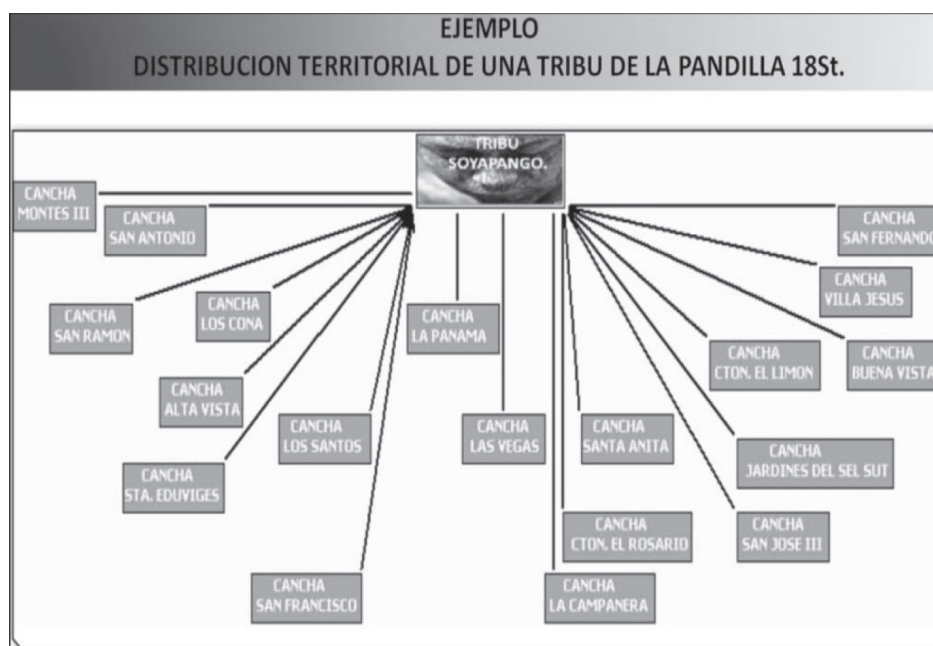 EJEMPLO
DISTRIBUCION TERRITORIAL DE UNA TRIBU DE LA PANDILLA 18St.
TRIBU
SOYAPANGO.
CANCHA
MONTES III
CANCHA
SAN ANTONIO
CANCHA
SAN FERNANDO
CANCHA
VILLA JESUS
CANCHA
SAN RAMON
CANCHA
LOS CONA
CANCHA
LA PANAMA
CANCHA
CTON. EL LIMON
CANCHA
BUENA VISTA
CANCHA
ALTA VISTA
CANCHA
LOS SANTOS
CANCHA
LAS VEGAS
CANCHA
SANTA ANITA
CANCHA
JARDINES DEL SEL SUT
CANCHA
STA. EDUVIGES
CANCHA
CTON. EL ROSARIO
CANCHA
SAN JOSE III
CANCHA
SAN FRANCISCO
CANCHA
LA CAMPANERA